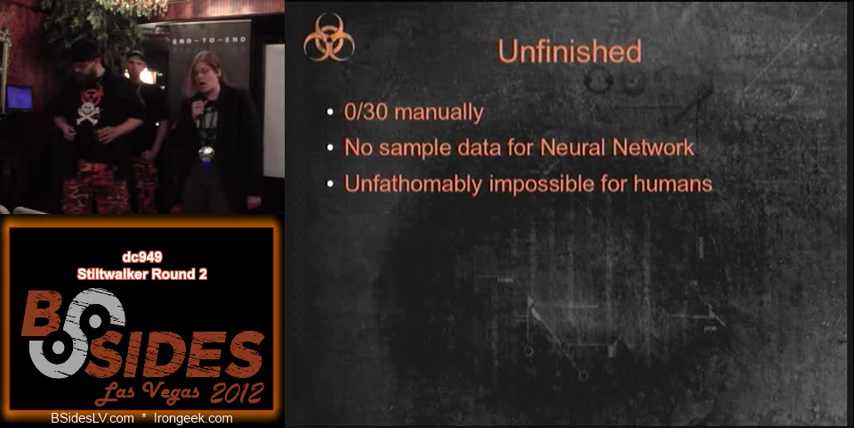 END-TO-END
Unfinished
• 0/30 manually
• No sample data for Neural Network
• Unfathomably impossible for humans
dc949
Stiltwalker Round 2
BSIDES
Las Vegas 2012
BSidesLV.com * Irongeek.com